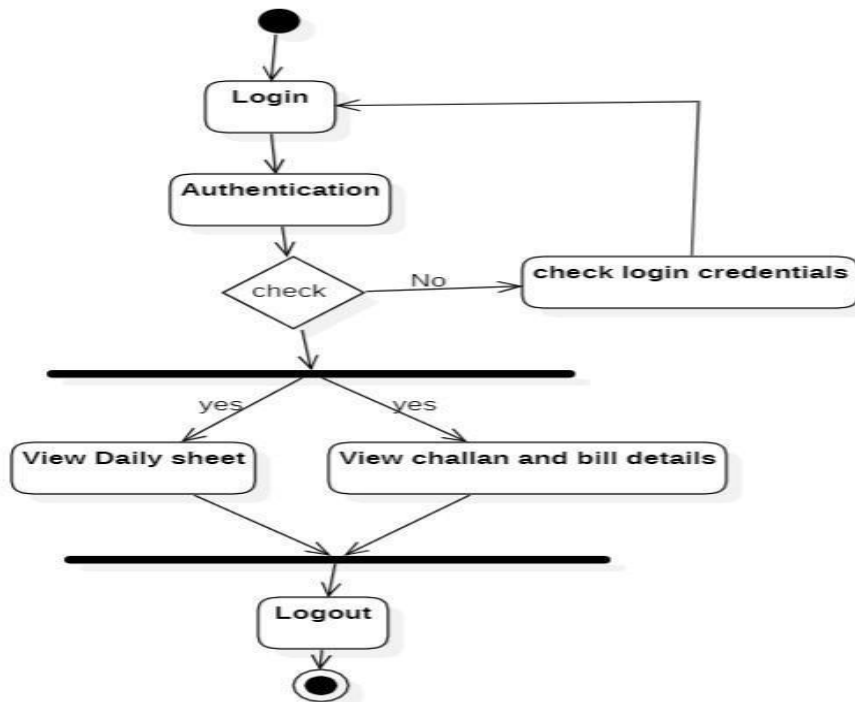 Login
Authentication
check
No
check login credentials
yes
yes
View Daily sheet
View challan and bill details
Logout